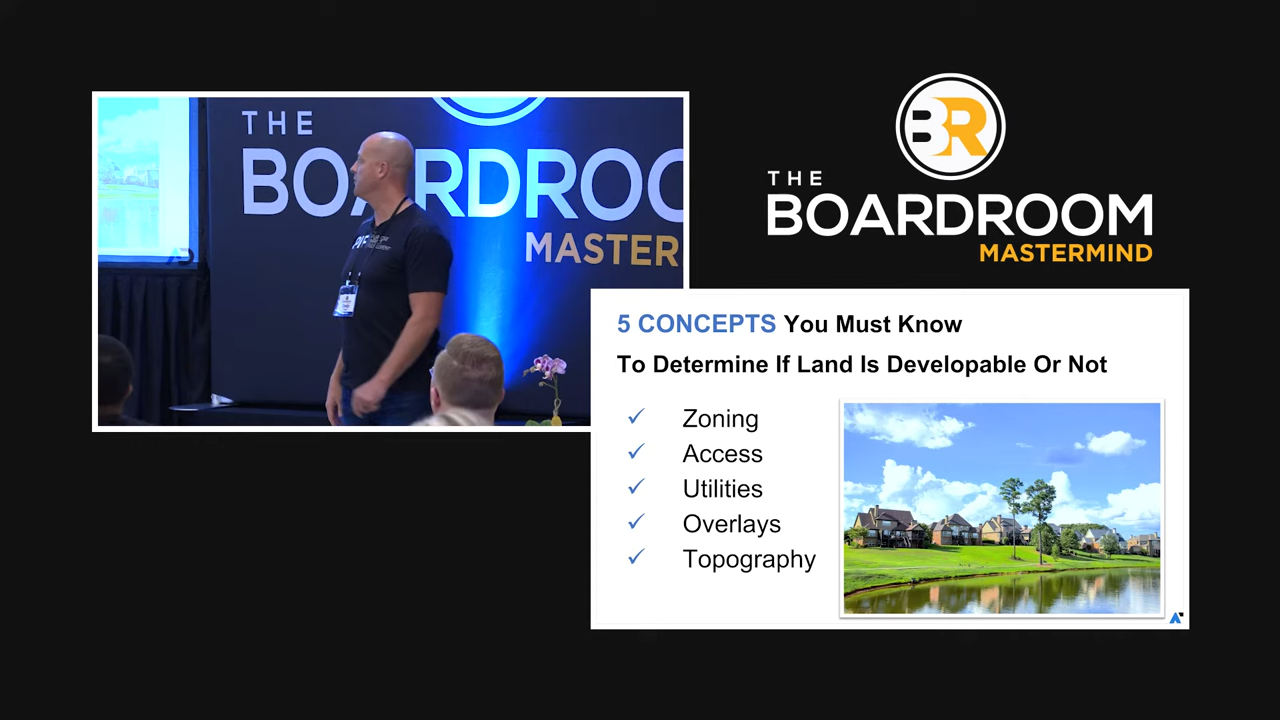 THE
BOARDROO
MASTER
BR
THE
BOARDROOM
MASTERMIND
5 CONCEPTS You Must Know
To Determine If Land Is Developable Or Not
✓ Zoning
✓ Access
✓ Utilities
✓ Overlays
✓ Topography